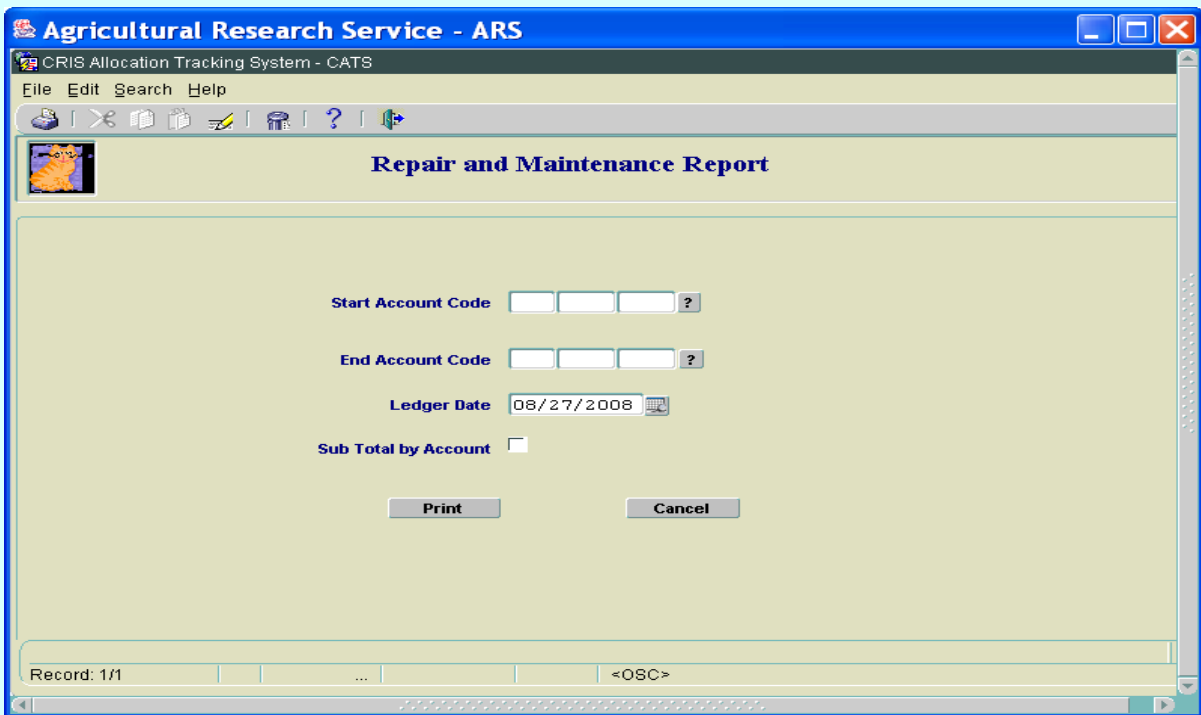 Agricultural Research Service - ARS
CRIS Allocation Tracking System - CATS
File Edit Search Help
?
Repair and Maintenance Report
Start Account Code ?
End Account Code ?
Ledger Date 08/27/2008
Sub Total by Account
Print Cancel
Record: 1/1 ... <OSC>